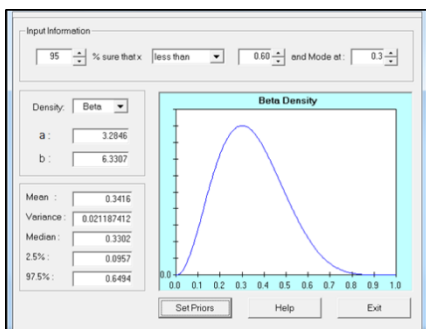 Input Information
95 % sure that x less than 0.60 and Mode at : 0.3
Density: Beta
a : 3.2846
b : 6.3307
Mean : 0.3416
Variance : 0.021187412
Median : 0.3302
2.5% : 0.0957
97.5% : 0.6494
Beta Density
0.0
0.0 0.1 0.2 0.3 0.4 0.5 0.6 0.7 0.8 0.9 1.0
Set Priors Help Exit